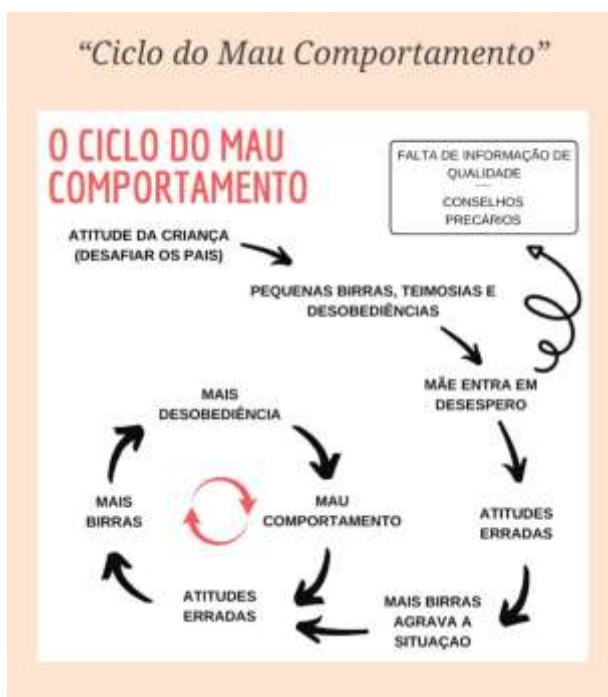 “Ciclo do Mau Comportamento”
O CICLO DO MAU
COMPORTAMENTO
FALTA DE INFORMAÇÃO DE
QUALIDADE
CONSELHOS
PRECÁRIOS
ATITUDE DA CRIANÇA
(DESAFIAR OS PAIS)
PEQUENAS BIRRAS, TEIMOSIAS E
DESOBEDIÊNCIAS
MÃE ENTRA EM
DESESPERO
ATITUDES
ERRADAS
MAIS BIRRAS
AGRAVA A
SITUAÇAO
ATITUDES
ERRADAS
MAIS
BIRRAS
MAIS
DESOBEDIÊNCIA
MAU
COMPORTAMENTO